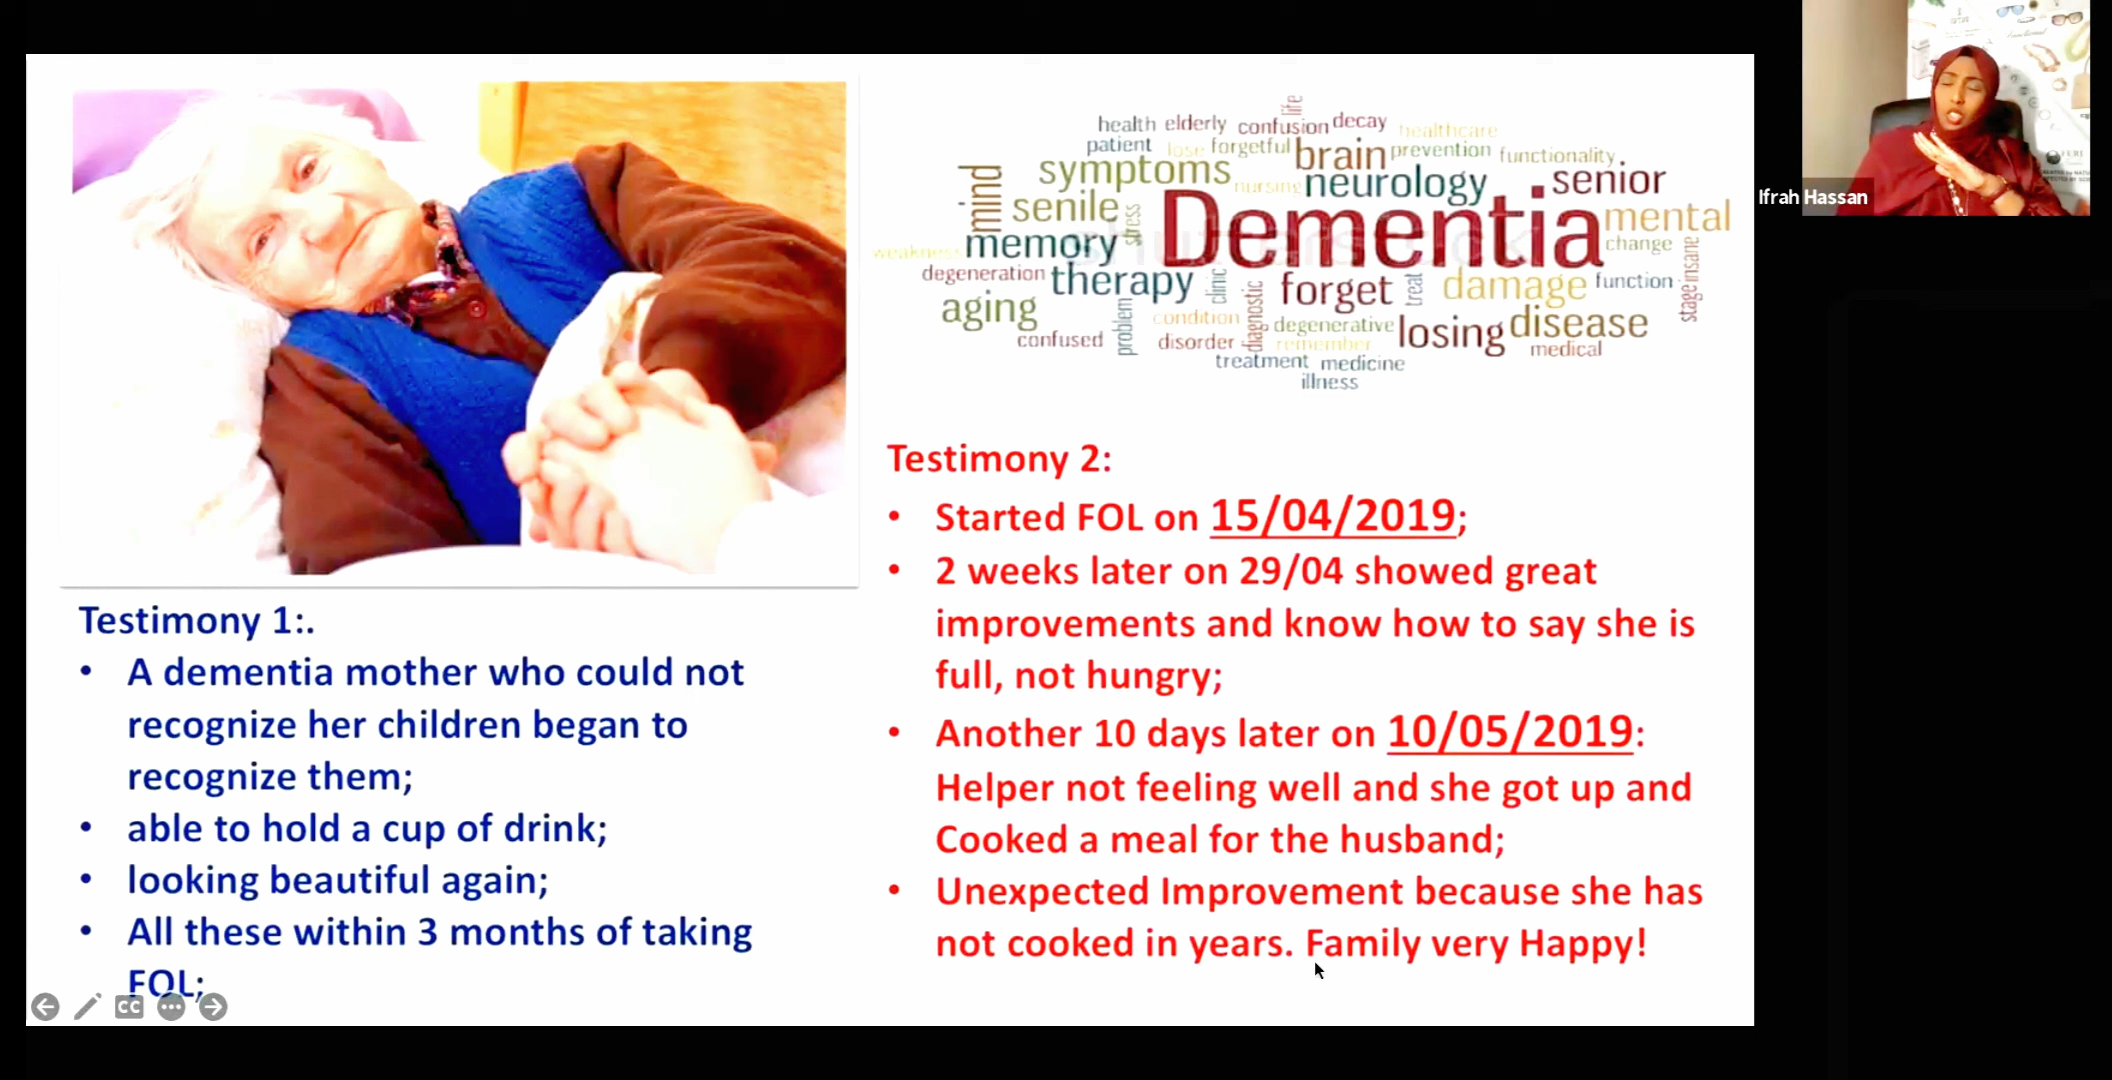 life
health elderly confusion decay healthcare
patient lose forgetful brain prevention functionality
mind symptoms nursing neurology senior
senile stress Dementia mental
weakness memory change
degeneration therapy clinic forget treat damage function stage insane
aging problem condition diagnostic degenerative losing disease
confused disorder remember medical
treatment medicine
illness
Ifrah Hassan
Testimony 1:.
• A dementia mother who could not
recognize her children began to
recognize them;
• able to hold a cup of drink;
• looking beautiful again;
• All these within 3 months of taking
FOL;
Testimony 2:
• Started FOL on 15/04/2019;
• 2 weeks later on 29/04 showed great
improvements and know how to say she is
full, not hungry;
• Another 10 days later on 10/05/2019:
Helper not feeling well and she got up and
Cooked a meal for the husband;
• Unexpected Improvement because she has
not cooked in years. Family very Happy!
CC